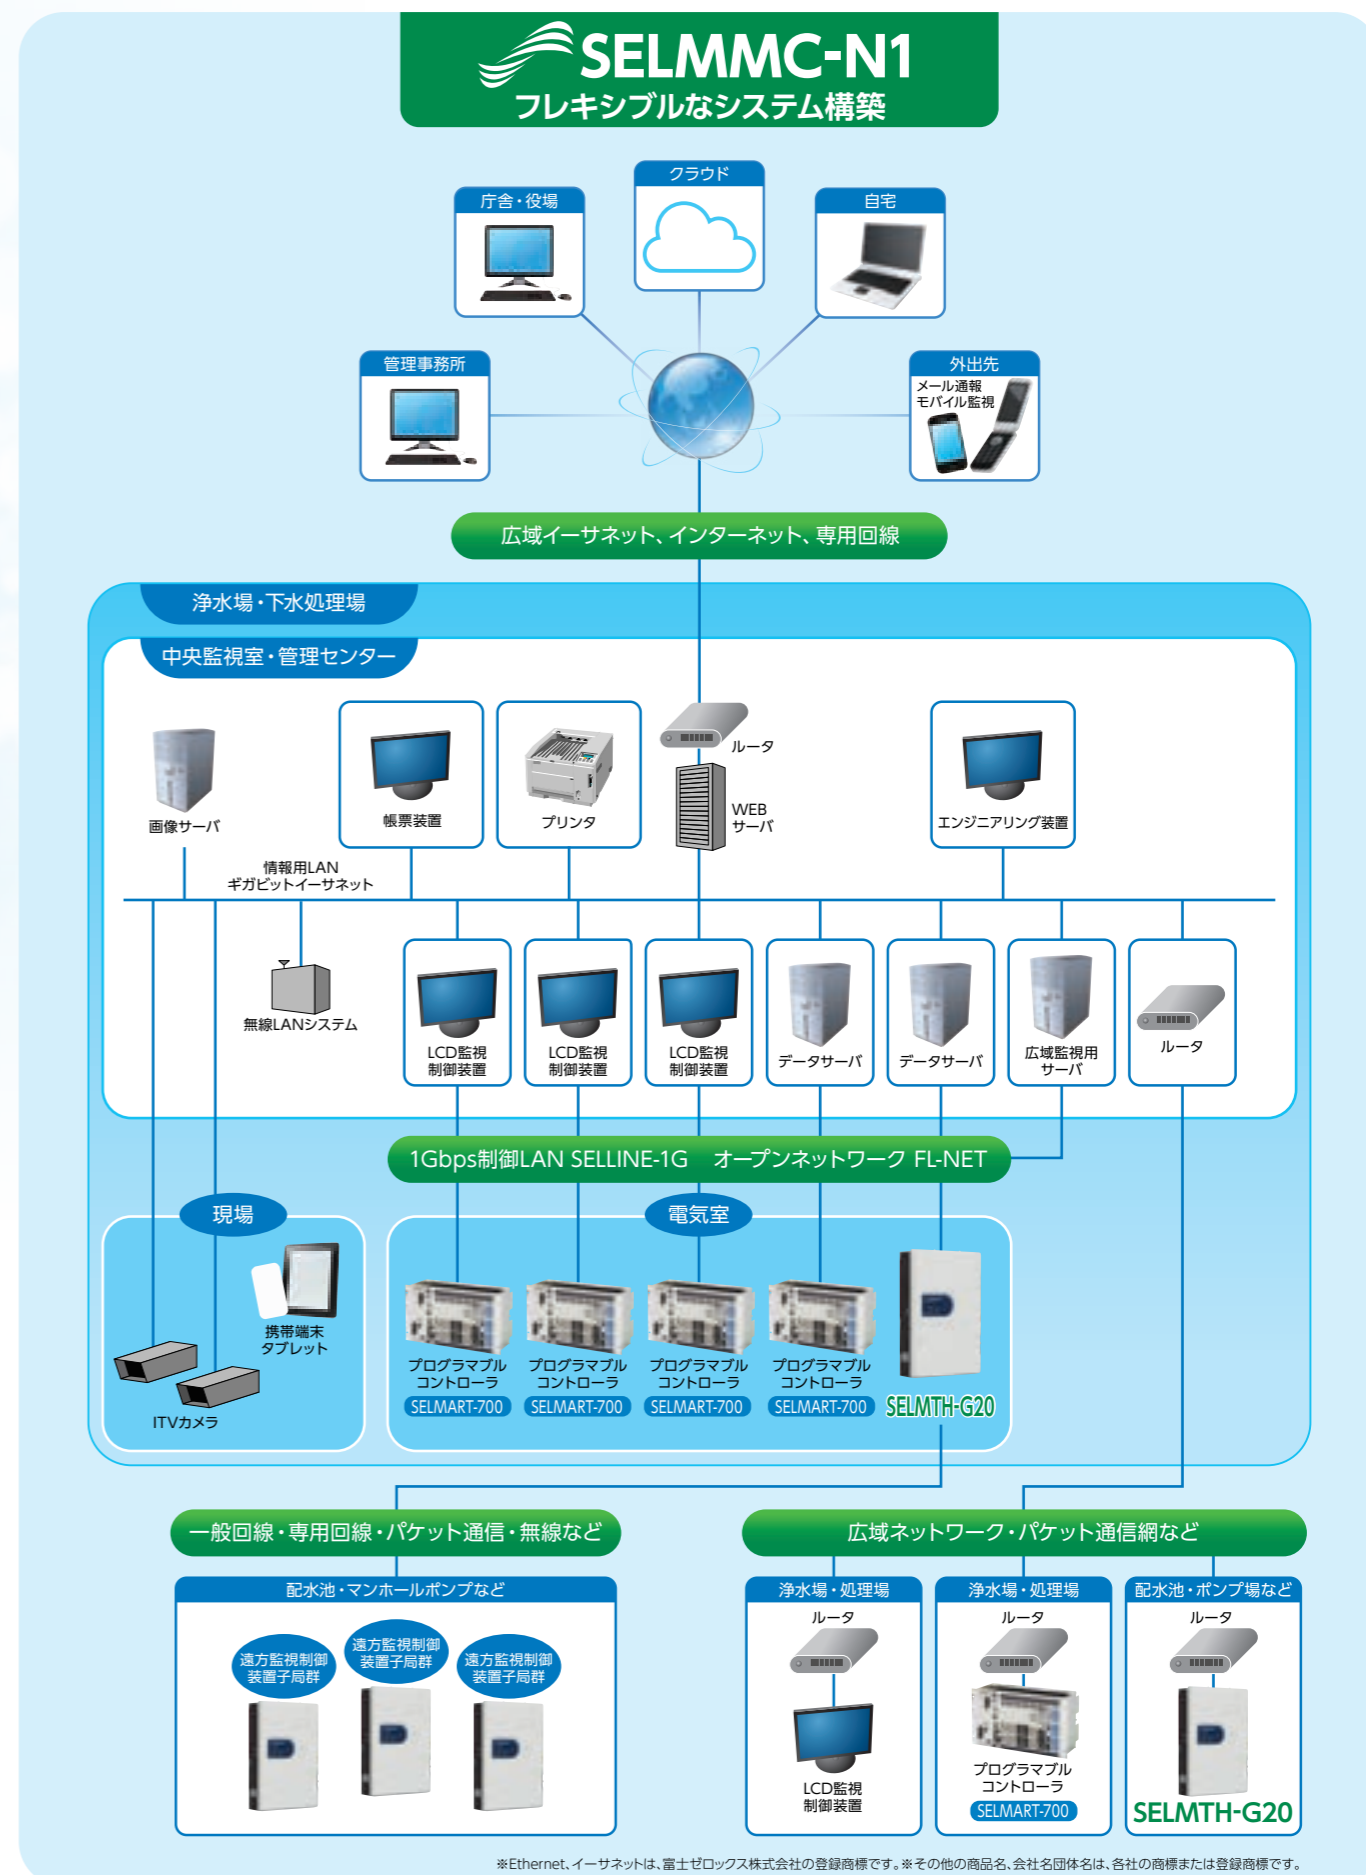 SELMMC-N1
フレキシブルなシステム構築
クラウド
庁舎・役場
自宅
管理事務所
外出先
メール通報
モバイル監視
広域イーサネット、インターネット、専用回線
浄水場・下水処理場
中央監視室・管理センター
ルータ
画像サーバ
帳票装置
プリンタ
WEB
サーバ
エンジニアリング装置
情報用LAN
ギガビットイーサネット
無線LANシステム
LCD監視
制御装置
LCD監視
制御装置
LCD監視
制御装置
データサーバ
データサーバ
広域監視用
サーバ
ルータ
1Gbps制御LAN SELLINE-1G　オープンネットワーク FL-NET
現場
電気室
携帯端末
タブレット
ITVカメラ
プログラマブル
コントローラ
SELMART-700
プログラマブル
コントローラ
SELMART-700
プログラマブル
コントローラ
SELMART-700
プログラマブル
コントローラ
SELMART-700
SELMTH-G20
一般回線・専用回線・パケット通信・無線など
広域ネットワーク・パケット通信網など
配水池・マンホールポンプなど
遠方監視制御
装置子局群
遠方監視制御
装置子局群
遠方監視制御
装置子局群
浄水場・処理場
ルータ
LCD監視
制御装置
浄水場・処理場
ルータ
プログラマブル
コントローラ
SELMART-700
配水池・ポンプ場など
ルータ
SELMTH-G20
※Ethernet、イーサネットは、富士ゼロックス株式会社の登録商標です。※その他の商品名、会社名団体名は、各社の商標または登録商標です。